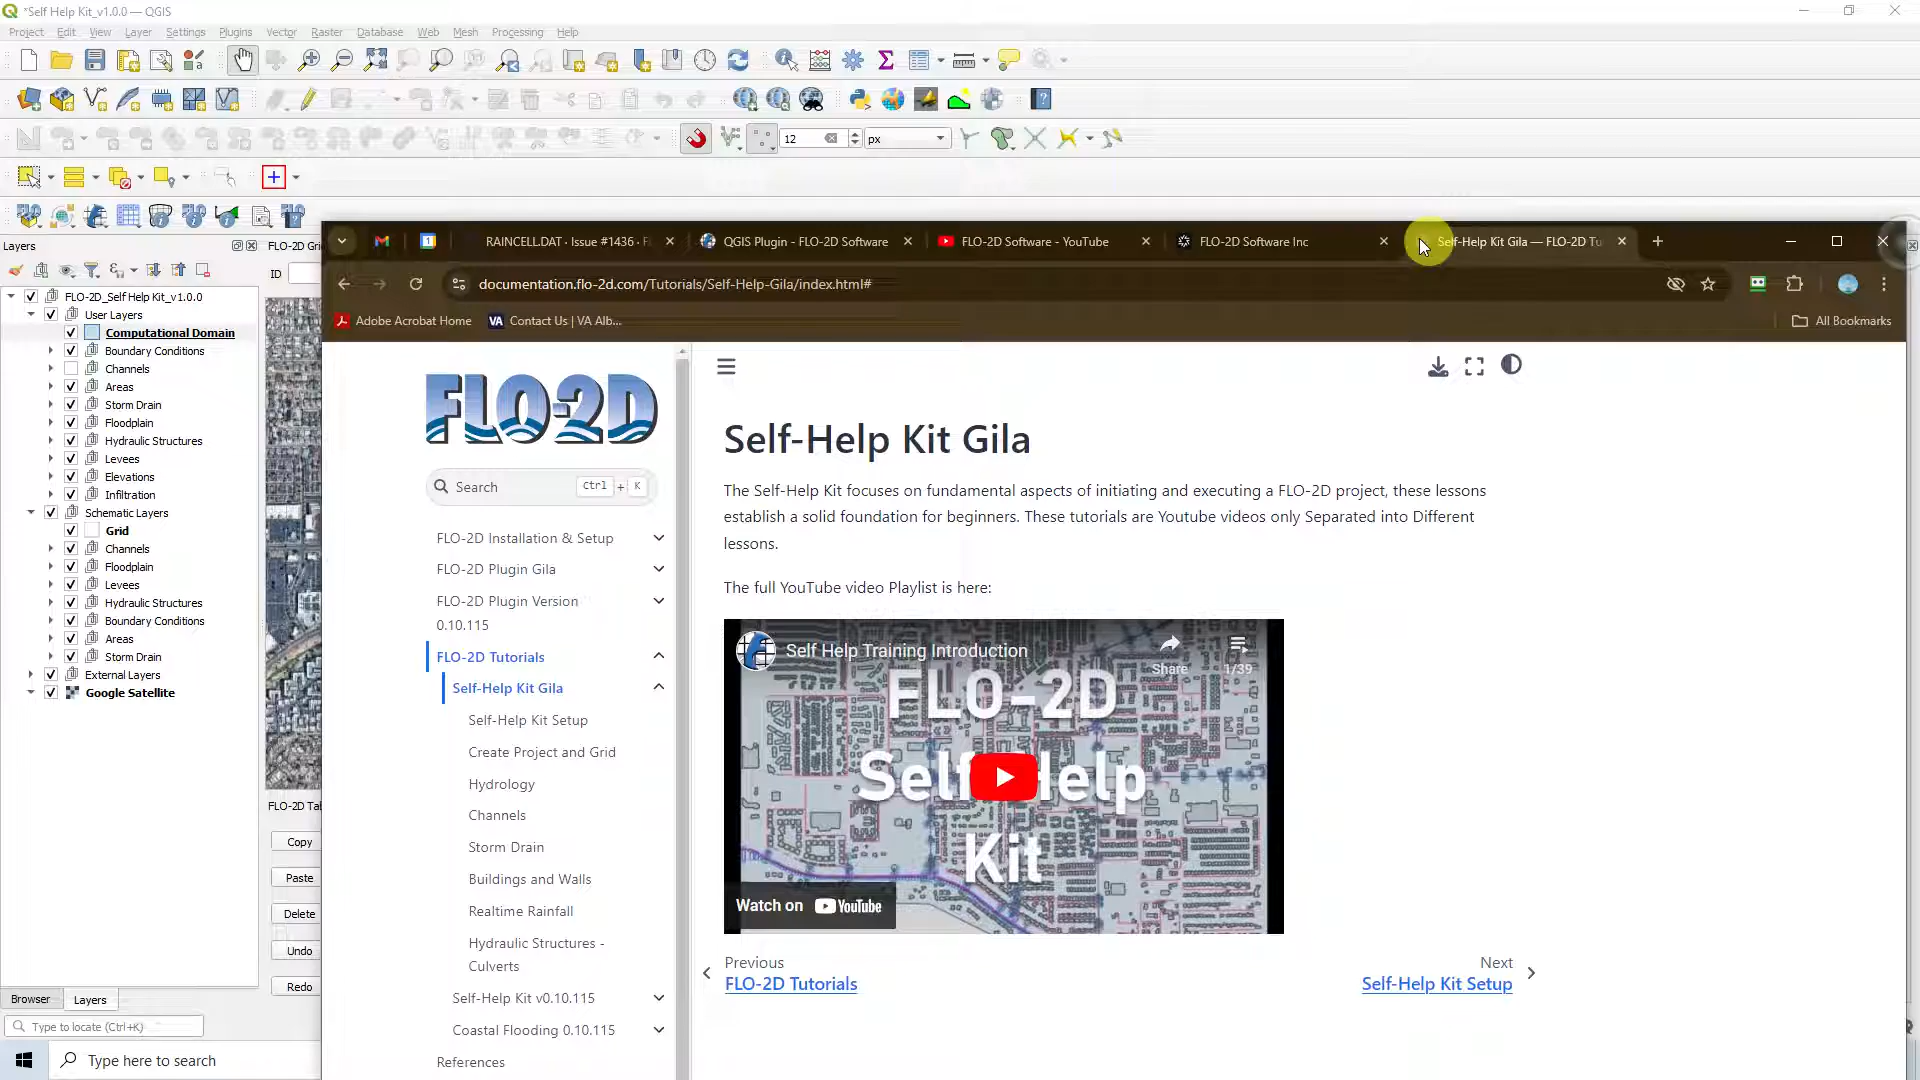 *Self Help Kit_v1.0.0 — QGIS
Project Edit View Layer Settings Plugins Vector Raster Database Web Mesh Processing Help
12 px
Layers
FLO-2D Gri
ID
FLO-2D_Self Help Kit_v1.0.0
User Layers
Computational Domain
Boundary Conditions
Channels
Areas
Storm Drain
Floodplain
Hydraulic Structures
Levees
Elevations
Infiltration
Schematic Layers
Grid
Channels
Floodplain
Levees
Hydraulic Structures
Boundary Conditions
Areas
Storm Drain
External Layers
Google Satellite
FLO-2D Tab
Copy
Paste
Delete
Undo
Redo
Browser Layers
Type to locate (Ctrl+K)
Type here to search
RAINCELL.DAT · Issue #1436 · F
QGIS Plugin - FLO-2D Software
FLO-2D Software - YouTube
FLO-2D Software Inc
Self-Help Kit Gila — FLO-2D Tu
documentation.flo-2d.com/Tutorials/Self-Help-Gila/index.html#
Adobe Acrobat Home
VA Contact Us | VA Alb...
All Bookmarks
FLO-2D
Search Ctrl + K
FLO-2D Installation & Setup
FLO-2D Plugin Gila
FLO-2D Plugin Version
0.10.115
FLO-2D Tutorials
Self-Help Kit Gila
Self-Help Kit Setup
Create Project and Grid
Hydrology
Channels
Storm Drain
Buildings and Walls
Realtime Rainfall
Hydraulic Structures -
Culverts
Self-Help Kit v0.10.115
Coastal Flooding 0.10.115
References
Self-Help Kit Gila
The Self-Help Kit focuses on fundamental aspects of initiating and executing a FLO-2D project, these lessons
establish a solid foundation for beginners. These tutorials are Youtube videos only Separated into Different
lessons.
The full YouTube video Playlist is here:
Self Help Training Introduction
Share
1/39
FLO-2D
Self Help
Kit
Watch on YouTube
Previous
FLO-2D Tutorials
Next
Self-Help Kit Setup